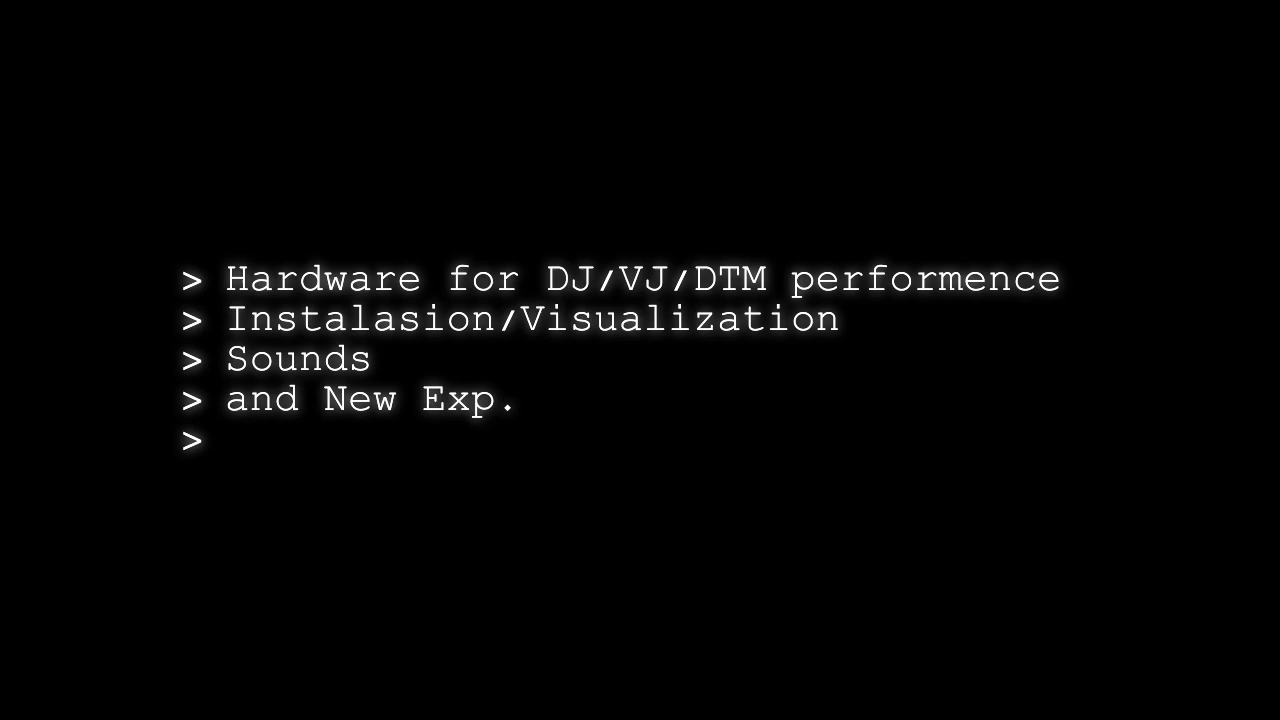 > Hardware for DJ/VJ/DTM performence
> Instalasion/Visualization
> Sounds
> and New Exp.
>